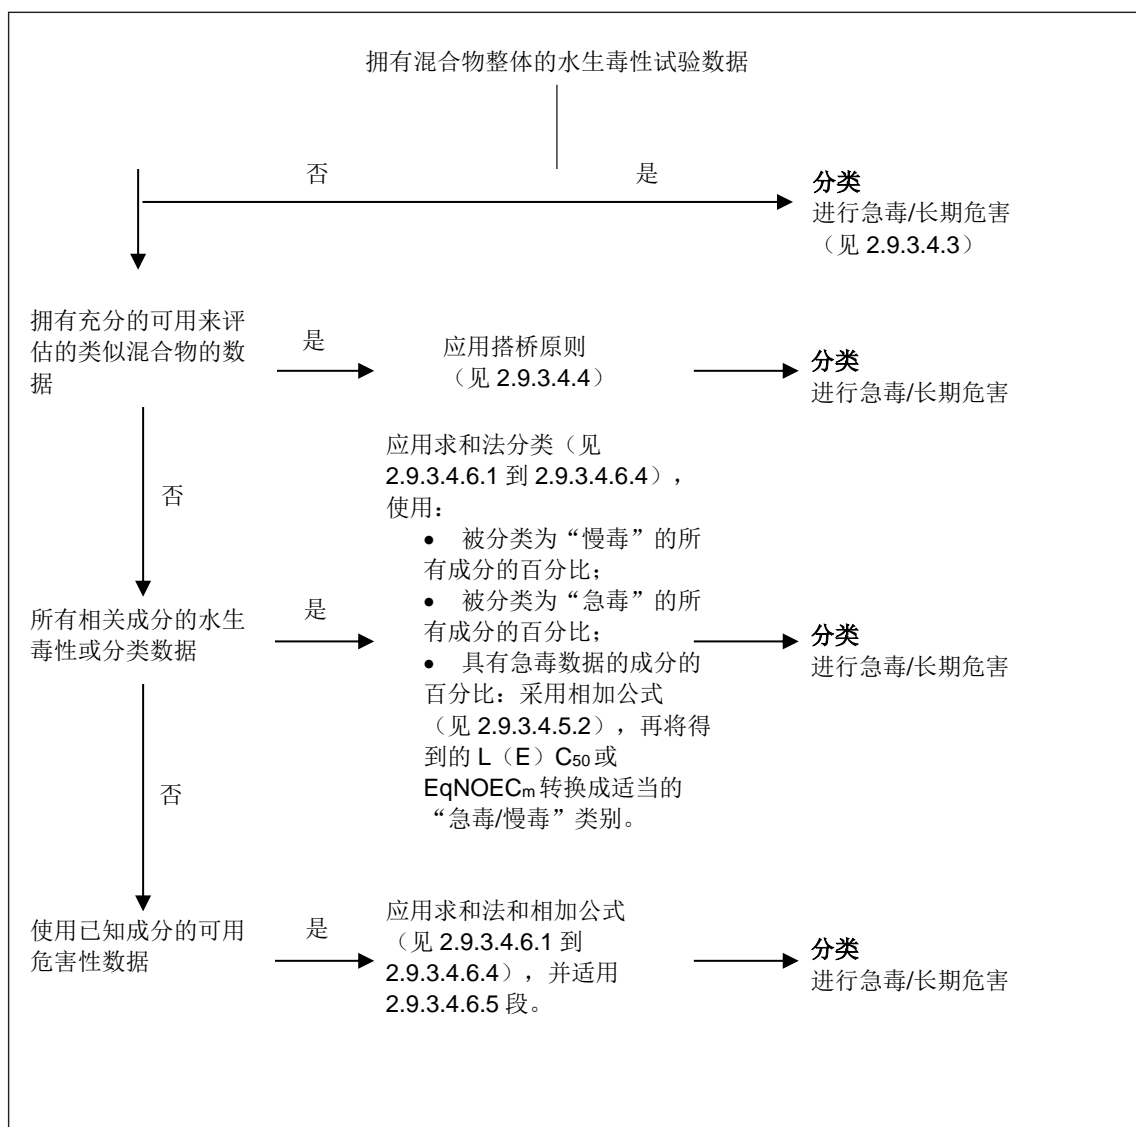 拥有混合物整体的水生毒性试验数据
否
是
分类
进行急毒/长期危害
（见 2.9.3.4.3）
拥有充分的可用来评
估的类似混合物的数
据
是
应用搭桥原则
（见 2.9.3.4.4）
分类
进行急毒/长期危害
否
应用求和法分类（见
2.9.3.4.6.1 到 2.9.3.4.6.4），
使用：
• 被分类为“慢毒”的所
有成分的百分比；
• 被分类为“急毒”的所
有成分的百分比；
• 具有急毒数据的成分的
百分比：采用相加公式
（见 2.9.3.4.5.2），再将得
到的 L（E）C50 或
EqNOECm 转换成适当的
“急毒/慢毒”类别。
所有相关成分的水生
毒性或分类数据
是
分类
进行急毒/长期危害
否
使用已知成分的可用
危害性数据
是
应用求和法和相加公式
（见 2.9.3.4.6.1 到
2.9.3.4.6.4），并适用
2.9.3.4.6.5 段。
分类
进行急毒/长期危害